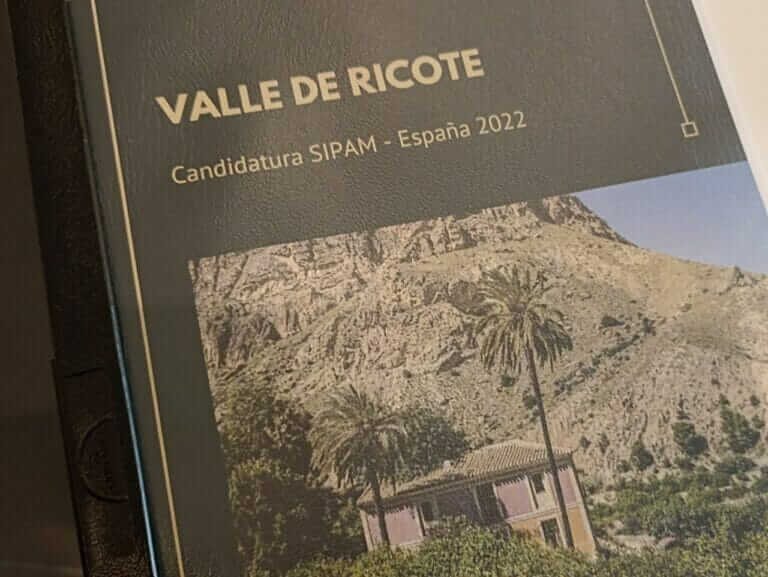 VALLE DE RICOTE
Candidatura SIPAM - España 2022